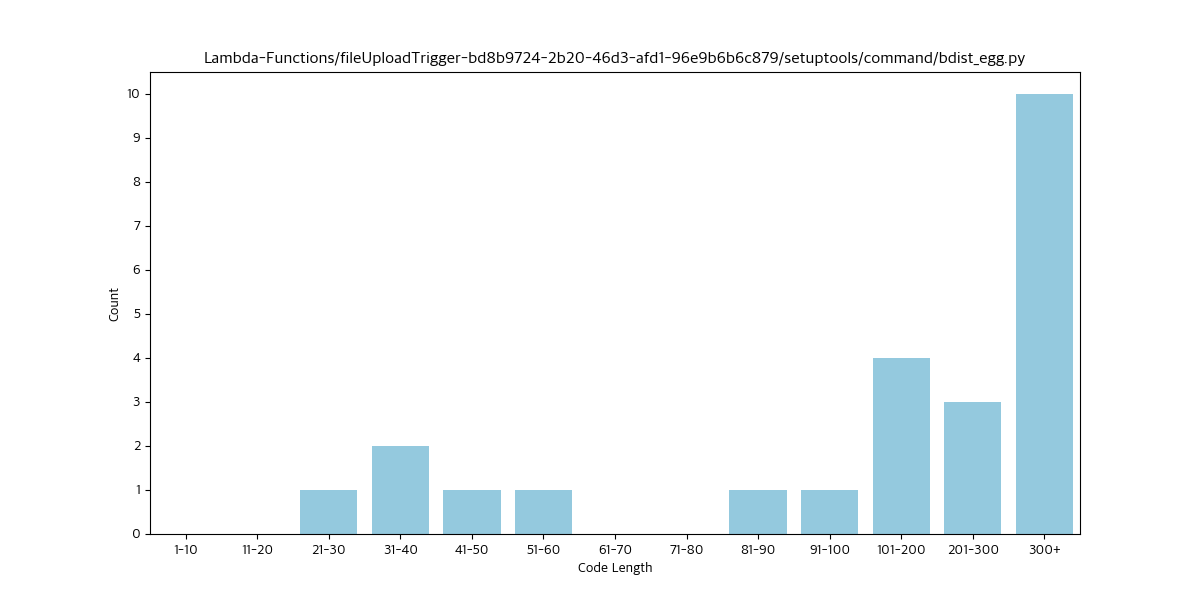 Lambda-Functions/fileUploadTrigger-bd8b9724-2b20-46d3-afd1-96e9b6b6c879/setuptools/command/bdist_egg.py
10
9
8
7
6
5
4
3
2
1
0
Count
1-10 11-20 21-30 31-40 41-50 51-60 61-70 71-80 81-90 91-100 101-200 201-300 300+
Code Length